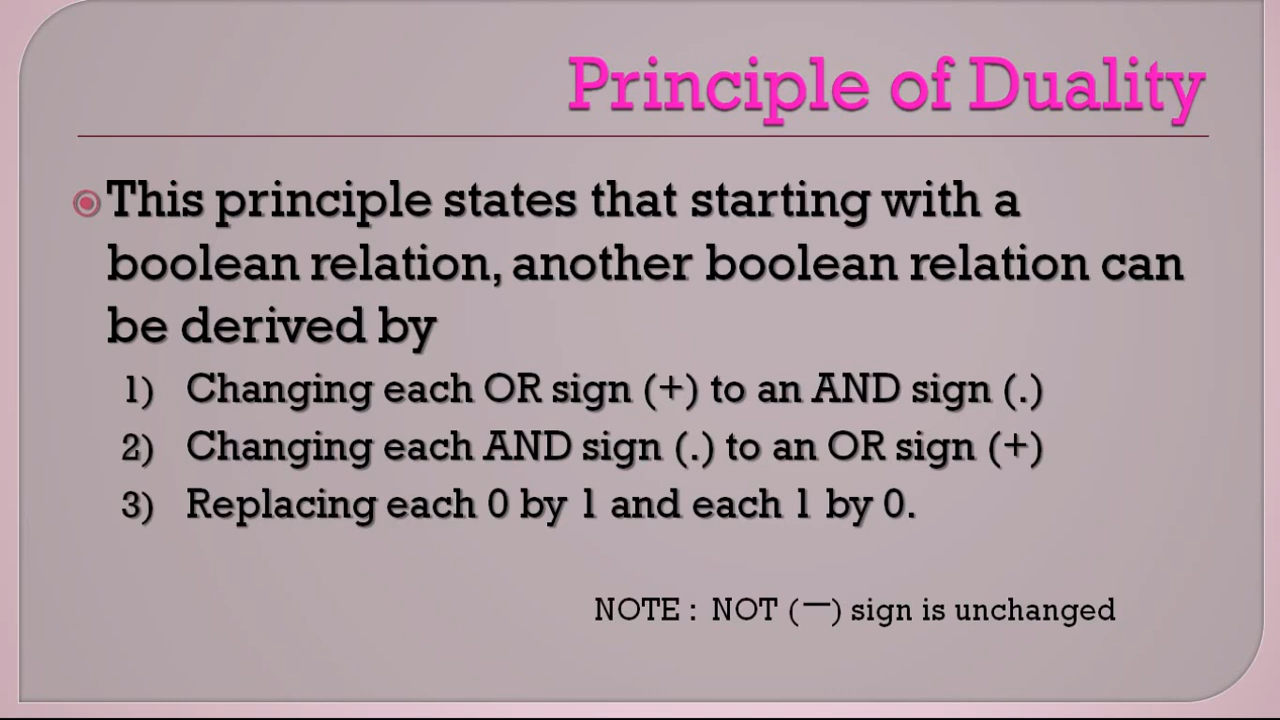 Principle of Duality
This principle states that starting with a
boolean relation, another boolean relation can
be derived by
1) Changing each OR sign (+) to an AND sign (.)
2) Changing each AND sign (.) to an OR sign (+)
3) Replacing each 0 by 1 and each 1 by 0.
NOTE : NOT (—) sign is unchanged